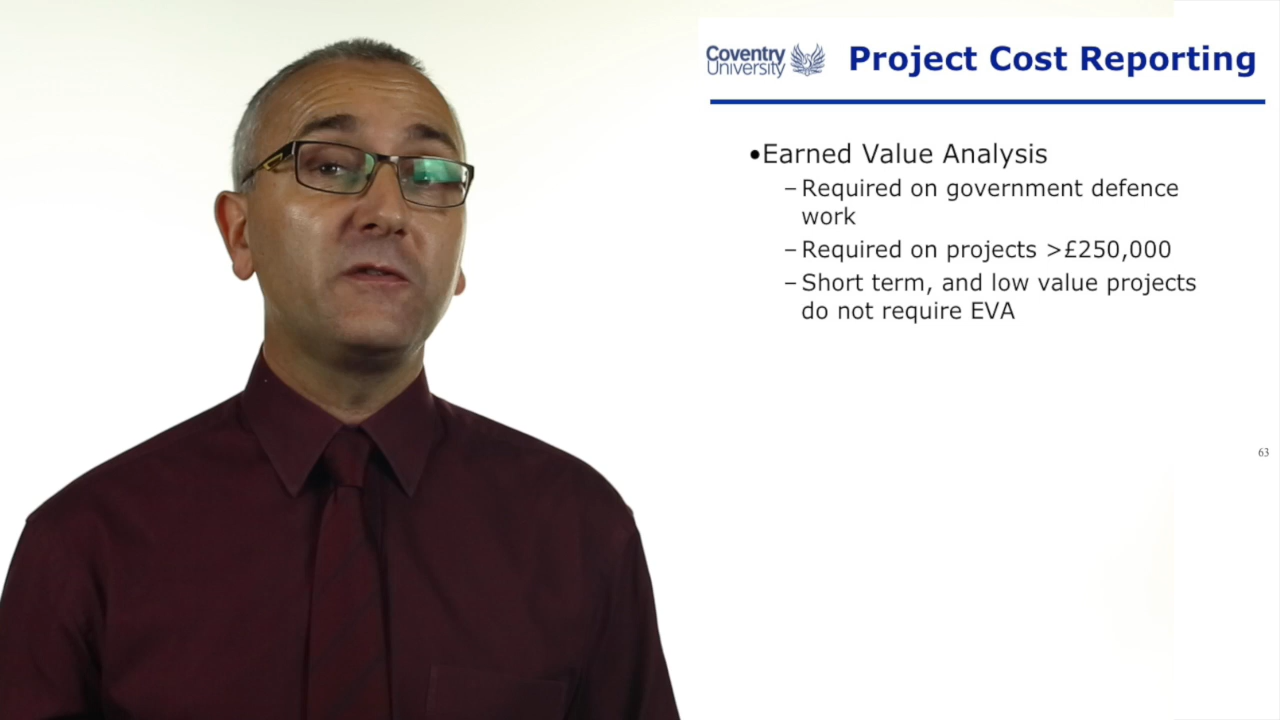 Coventry
University
Project Cost Reporting
•Earned Value Analysis
–Required on government defence
work
–Required on projects >£250,000
–Short term, and low value projects
do not require EVA
63